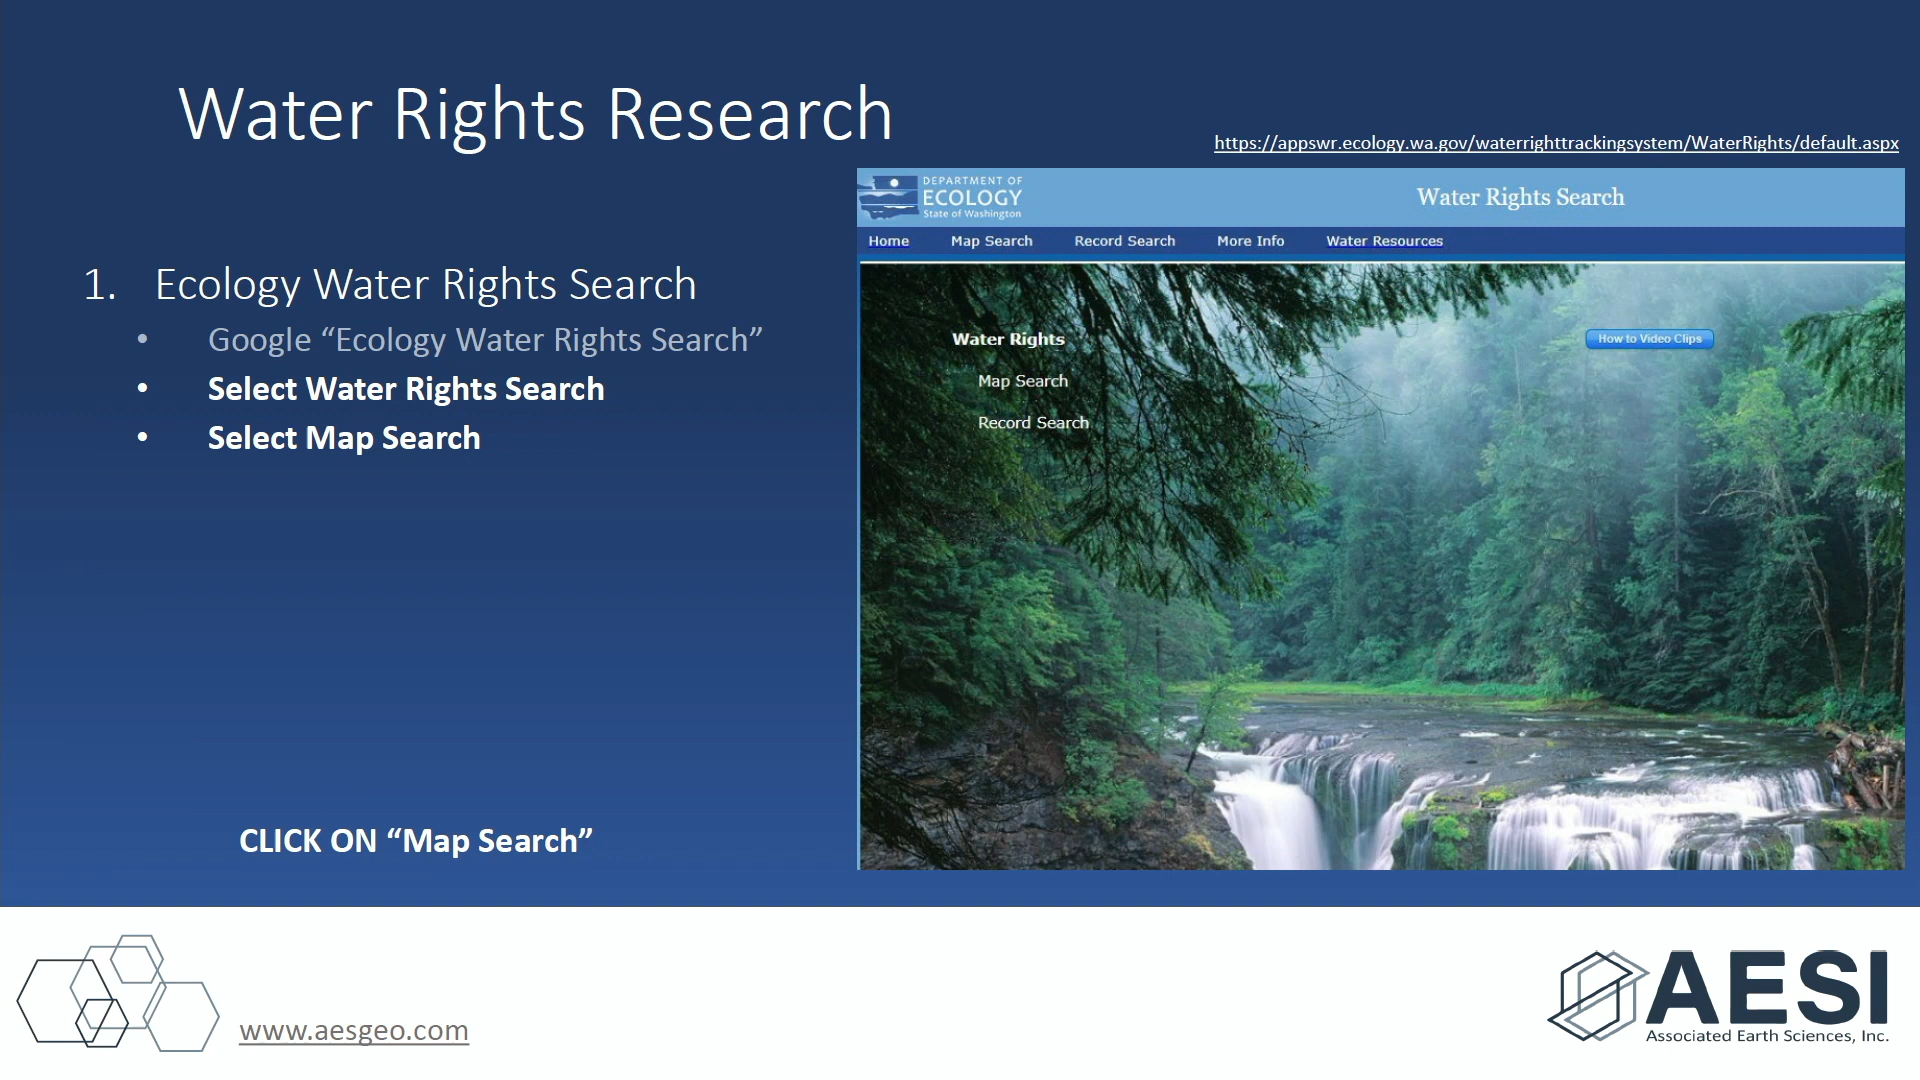 Water Rights Research
https://appswr.ecology.wa.gov/waterrighttrackingsystem/WaterRights/default.aspx
DEPARTMENT OF
ECOLOGY
State of Washington
Water Rights Search
Home Map Search Record Search More Info Water Resources
1. Ecology Water Rights Search
• Google “Ecology Water Rights Search”
• Select Water Rights Search
• Select Map Search
Water Rights
How to Video Clips
Map Search
Record Search
CLICK ON “Map Search”
www.aesgeo.com
AESI
Associated Earth Sciences, Inc.